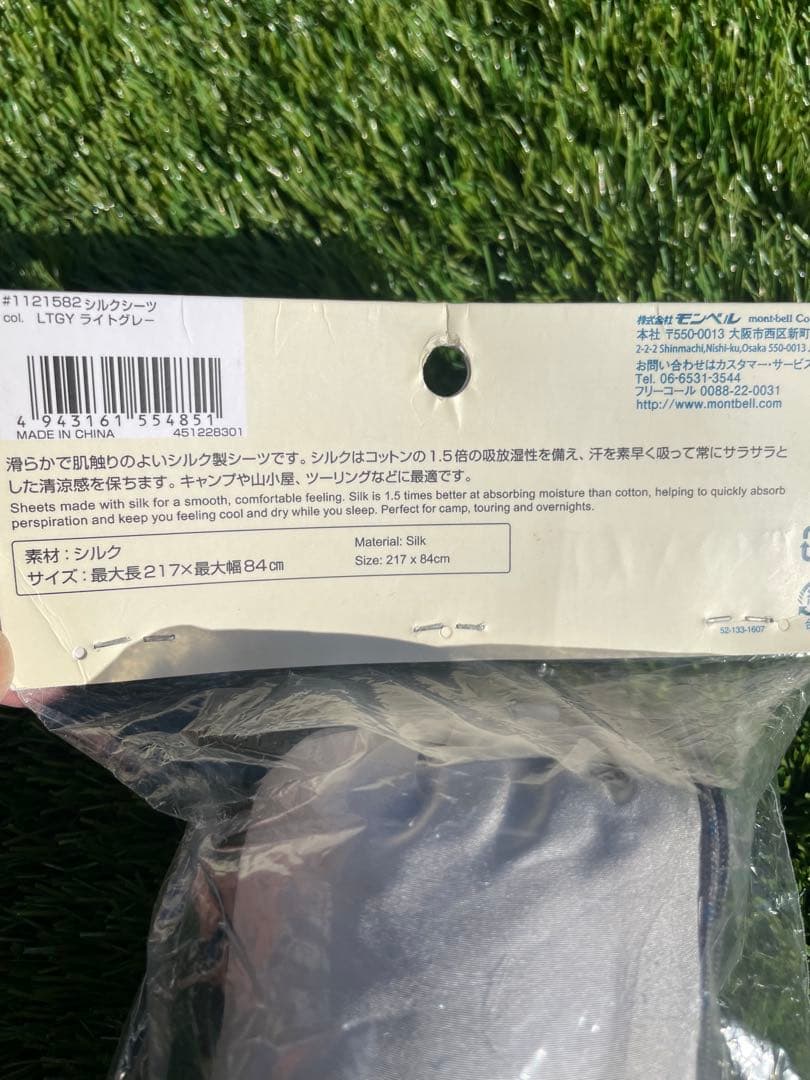 #1121582シルクシーツ
col. LTGY ライトグレー
4 943161 554851
MADE IN CHINA 451228301
株式会社 モンベル mont-bell Co
本社 〒550-0013 大阪市西区新町
2-2-2 Shinmachi,Nishi-ku,Osaka 550-0013
お問い合わせはカスタマー・サービ
Tel. 06-6531-3544
フリーコール 0088-22-0031
http://www.montbell.com
滑らかで肌触りのよいシルク製シーツです。シルクはコットンの1.5倍の吸放湿性を備え、汗を素早く吸って常にサラサラと
した清涼感を保ちます。キャンプや山小屋、ツーリングなどに最適です。
Sheets made with silk for a smooth, comfortable feeling. Silk is 1.5 times better at absorbing moisture than cotton, helping to quickly absorb
perspiration and keep you feeling cool and dry while you sleep. Perfect for camp, touring and overnights.
素材：シルク
サイズ：最大長217×最大幅84㎝
Material: Silk
Size: 217 x 84cm
52-133-1607